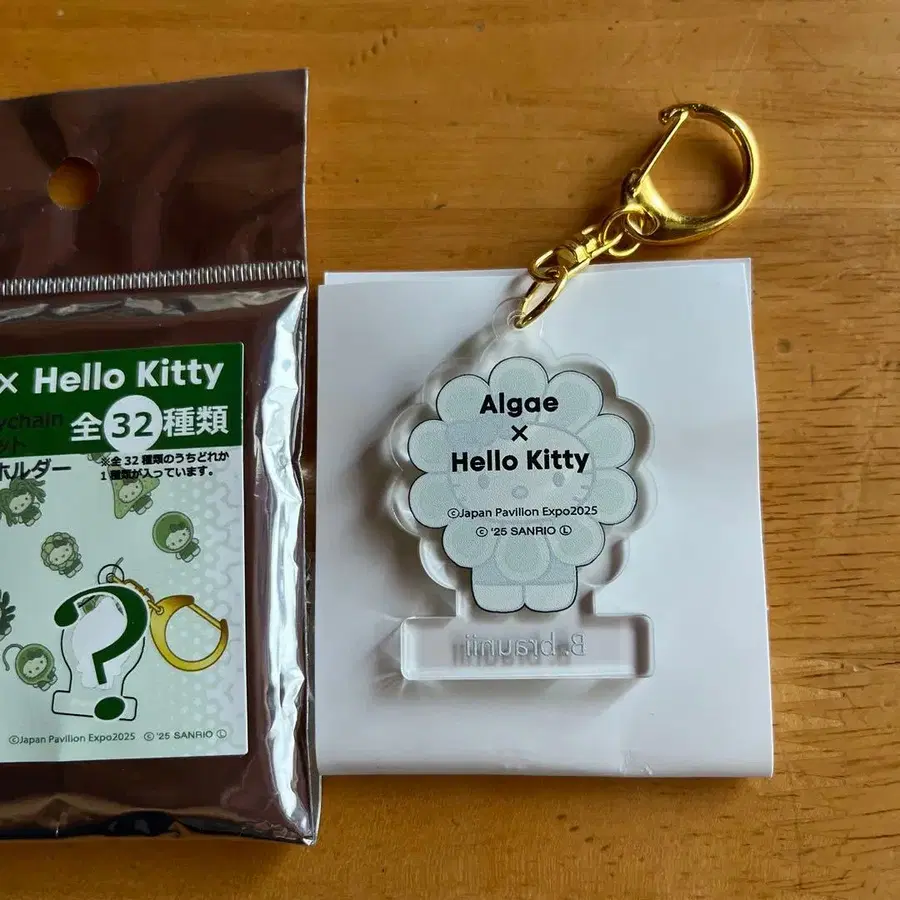 × Hello Kitty
ychain
全32種類
ット
ホルダー
※全32種類のうちどれか
1種類が入っています。
?
©Japan Pavilion Expo2025 © '25 SANRIO Ⓛ
Algae
×
Hello Kitty
©Japan Pavilion Expo2025
© '25 SANRIO Ⓛ
B. braunii